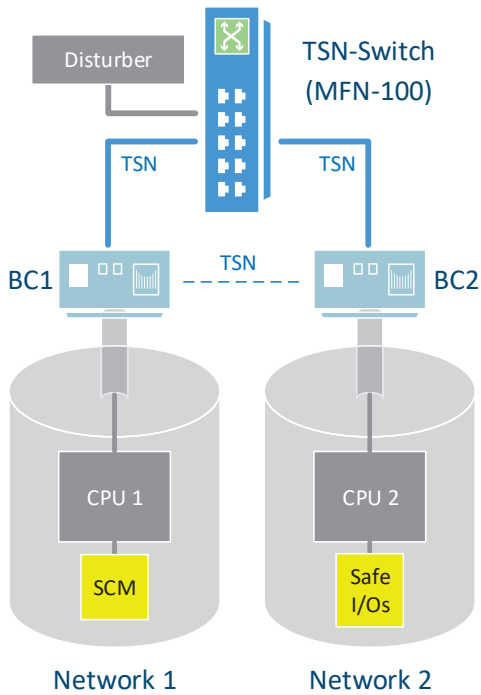 Disturber
TSN-Switch
(MFN-100)
TSN
TSN
TSN
BC1
BC2
CPU 1
CPU 2
SCM
Safe
I/Os
Network 1
Network 2